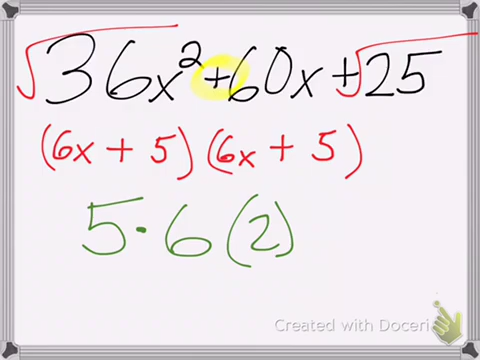 √36x² + 60x + √25
(6x + 5)(6x + 5)
5 · 6 (2)
Created with Doceri